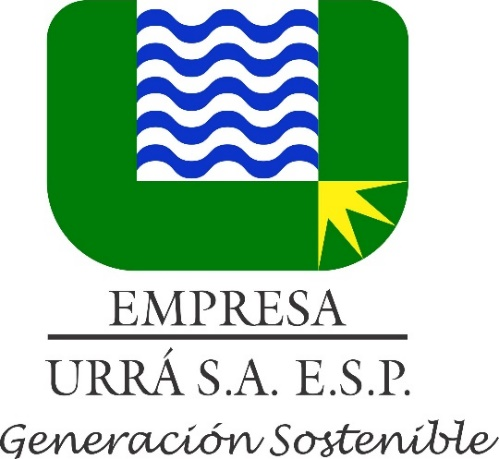 EMPRESA
URRÁ S.A. E.S.P.
Generación Sostenible